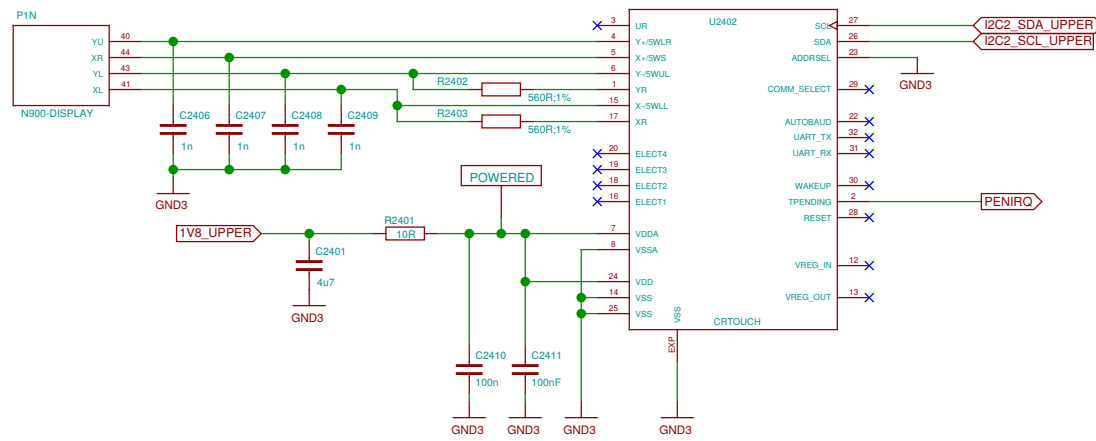 P1N
YU 40
XR 44
YL 43
XL 41
N900-DISPLAY
C2406
1n
C2407
1n
C2408
1n
C2409
1n
GND3
R2402
560R;1%
R2403
560R;1%
POWERED
1V8_UPPER
R2401
10R
C2401
4u7
GND3
C2410
100n
GND3
C2411
100nF
GND3
GND3
U2402
3 UR
4 Y+/5WLR
5 X+/5WS
6 Y-/5WUL
1 YR
15 X-/5WLL
17 XR
20 ELECT4
19 ELECT3
18 ELECT2
16 ELECT1
7 VDDA
8 VSSA
24 VDD
14 VSS
25 VSS
VSS
EXP
CRTOUCH
GND3
SCL 27
SDA 26
ADDRSEL 23
COMM_SELECT 29
AUTOBAUD 22
UART_TX 32
UART_RX 31
WAKEUP 30
TPENDING 2
RESET 28
VREG_IN 12
VREG_OUT 13
I2C2_SDA_UPPER
I2C2_SCL_UPPER
GND3
PENIRQ